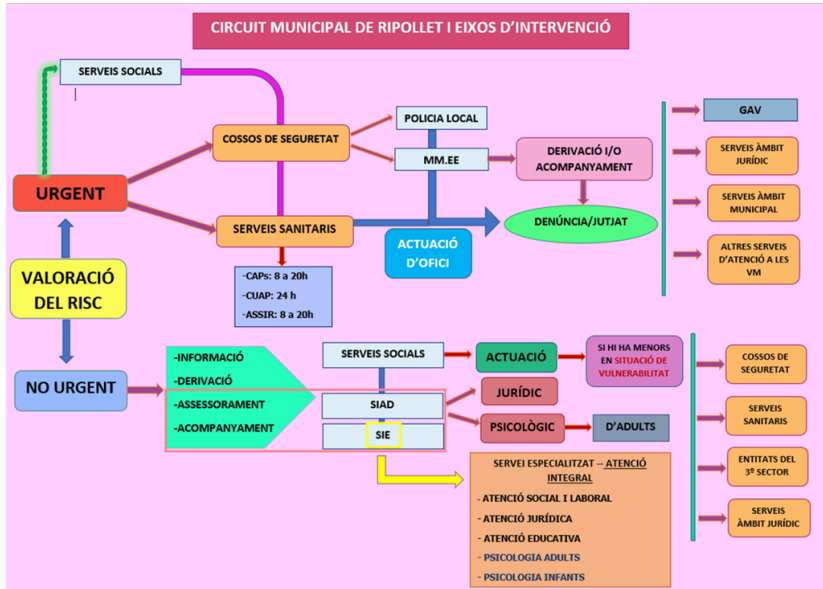 CIRCUIT MUNICIPAL DE RIPOLLET I EIXOS D'INTERVENCIÓ
SERVEIS SOCIALS
COSSOS DE SEGURETAT
POLICIA LOCAL
MM.EE
DERIVACIÓ I/O
ACOMPANYAMENT
GAV
SERVEIS ÀMBIT
JURÍDIC
SERVEIS ÀMBIT
MUNICIPAL
ALTRES SERVEIS
D'ATENCIÓ A LES
VM
URGENT
SERVEIS SANITARIS
ACTUACIÓ
D'OFICI
DENÚNCIA/JUTJAT
-CAPs: 8 a 20h
-CUAP: 24 h
-ASSIR: 8 a 20h
VALORACIÓ
DEL RISC
NO URGENT
-INFORMACIÓ
-DERIVACIÓ
-ASSESSORAMENT
-ACOMPANYAMENT
SERVEIS SOCIALS
SIAD
SIE
ACTUACIÓ
JURÍDIC
PSICOLÒGIC
D'ADULTS
SI HI HA MENORS
EN SITUACIÓ DE
VULNERABILITAT
COSSOS DE
SEGURETAT
SERVEIS
SANITARIS
ENTITATS DEL
3º SECTOR
SERVEIS
ÀMBIT JURÍDIC
SERVEI ESPECIALITZAT -- ATENCIÓ
INTEGRAL
- ATENCIÓ SOCIAL I LABORAL
- ATENCIÓ JURÍDICA
- ATENCIÓ EDUCATIVA
- PSICOLOGIA ADULTS
- PSICOLOGIA INFANTS